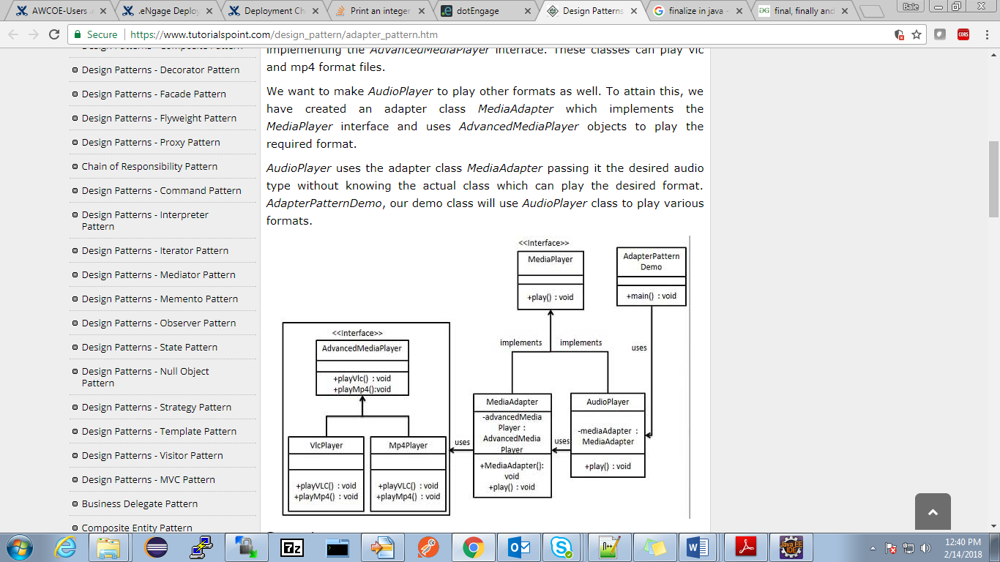 AWCOE-Users
.eNgage Deploy
Deployment Ch
Print an integer
dotEngage
Design Patterns
finalize in java -
final, finally and
Bale
Secure
https://www.tutorialspoint.com/design_pattern/adapter_pattern.htm
CORS
Design Patterns - Composite Pattern
Design Patterns - Decorator Pattern
Design Patterns - Facade Pattern
Design Patterns - Flyweight Pattern
Design Patterns - Proxy Pattern
Chain of Responsibility Pattern
Design Patterns - Command Pattern
Design Patterns - Interpreter
Pattern
Design Patterns - Iterator Pattern
Design Patterns - Mediator Pattern
Design Patterns - Memento Pattern
Design Patterns - Observer Pattern
Design Patterns - State Pattern
Design Patterns - Null Object
Pattern
Design Patterns - Strategy Pattern
Design Patterns - Template Pattern
Design Patterns - Visitor Pattern
Design Patterns - MVC Pattern
Business Delegate Pattern
Composite Entity Pattern
implementing the AdvancedMediaPlayer interface. These classes can play vlc
and mp4 format files.
We want to make AudioPlayer to play other formats as well. To attain this, we
have created an adapter class MediaAdapter which implements the
MediaPlayer interface and uses AdvancedMediaPlayer objects to play the
required format.
AudioPlayer uses the adapter class MediaAdapter passing it the desired audio
type without knowing the actual class which can play the desired format.
AdapterPatternDemo, our demo class will use AudioPlayer class to play various
formats.
<<Interface>>
MediaPlayer
+play() : void
AdapterPattern
Demo
+main() : void
implements
implements
uses
<<Interface>>
AdvancedMediaPlayer
+playVlc() : void
+playMp4():void
VlcPlayer
+playVLC() : void
+playMp4() : void
Mp4Player
+playVLC() : void
+playMp4() : void
uses
MediaAdapter
-advancedMedia
Player :
AdvancedMedia
Player
+MediaAdapter():
void
+play() : void
uses
AudioPlayer
-mediaAdapter :
MediaAdapter
+play() : void
7z
Java EE
IDE
12:40 PM
2/14/2018